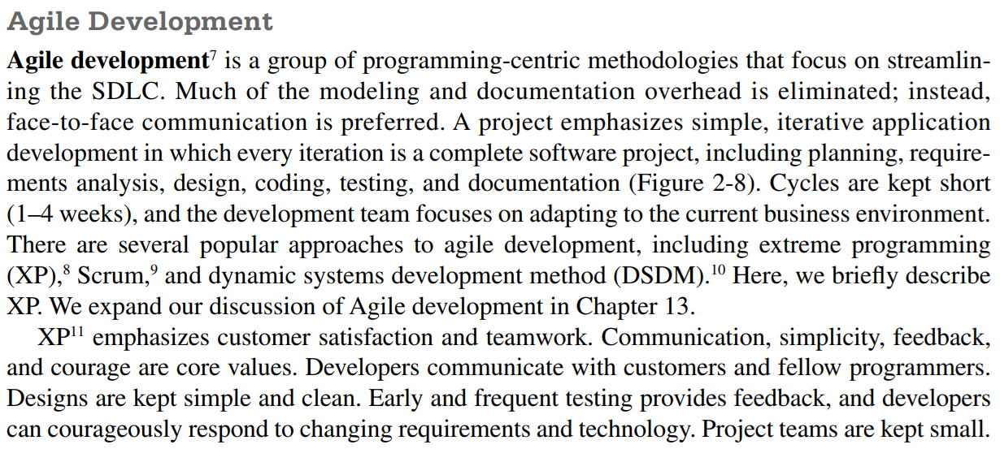 Agile Development
Agile development7 is a group of programming-centric methodologies that focus on streamlin-
ing the SDLC. Much of the modeling and documentation overhead is eliminated; instead,
face-to-face communication is preferred. A project emphasizes simple, iterative application
development in which every iteration is a complete software project, including planning, require-
ments analysis, design, coding, testing, and documentation (Figure 2-8). Cycles are kept short
(1–4 weeks), and the development team focuses on adapting to the current business environment.
There are several popular approaches to agile development, including extreme programming
(XP),8 Scrum,9 and dynamic systems development method (DSDM).10 Here, we briefly describe
XP. We expand our discussion of Agile development in Chapter 13.
XP11 emphasizes customer satisfaction and teamwork. Communication, simplicity, feedback,
and courage are core values. Developers communicate with customers and fellow programmers.
Designs are kept simple and clean. Early and frequent testing provides feedback, and developers
can courageously respond to changing requirements and technology. Project teams are kept small.